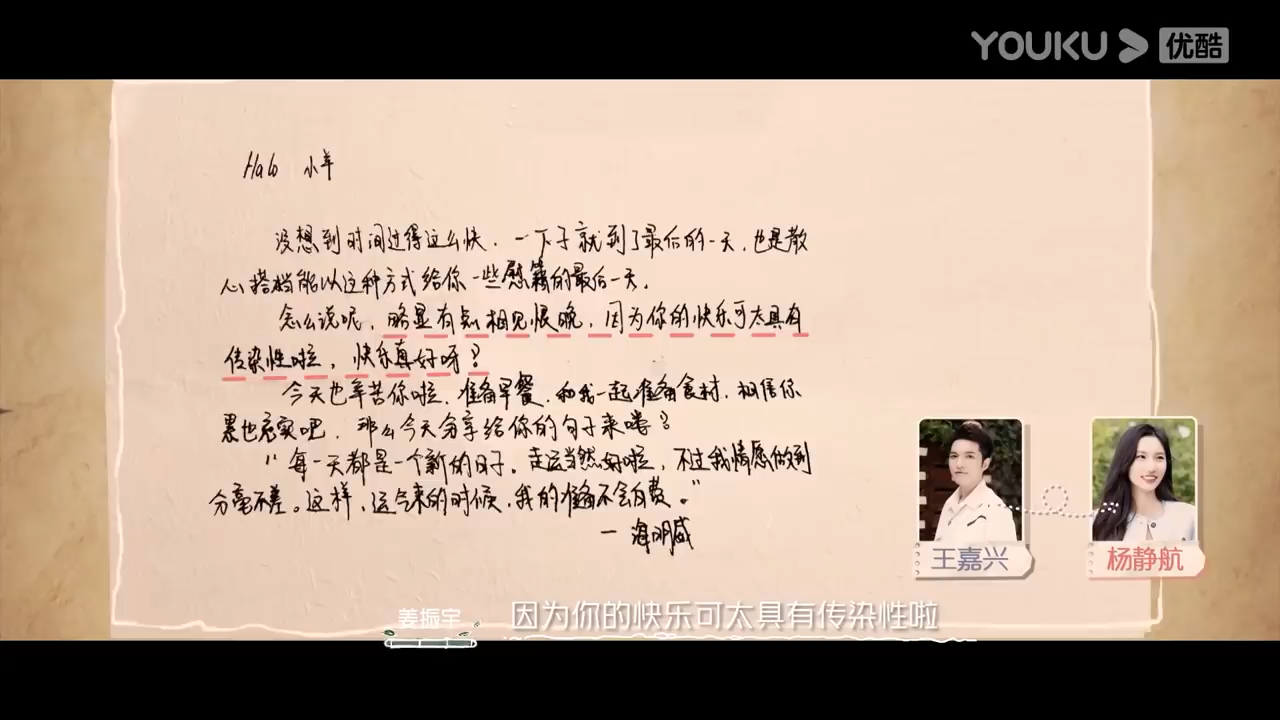 YOUKU 优酷
Halo 小羊
没想到时间过得这么快，一下子就到了最后的一天，也是散
心搭档能以这种方式给你一些慰籍的最后一天。
怎么说呢，略显有点相见恨晚，因为你的快乐可太具有
传染性啦，快乐真好呀？
今天也辛苦你啦，准备早餐，和我一起准备食材，相信你
累也充实吧，那么今天分享给你的句子来喽？
“每一天都是一个新的日子。走运当然好啦，不过我情愿做到
分毫不差。这样，运气来的时候，我的准备不会白费。”
— 海明威
王嘉兴
杨静航
姜振宇 因为你的快乐可太具有传染性啦